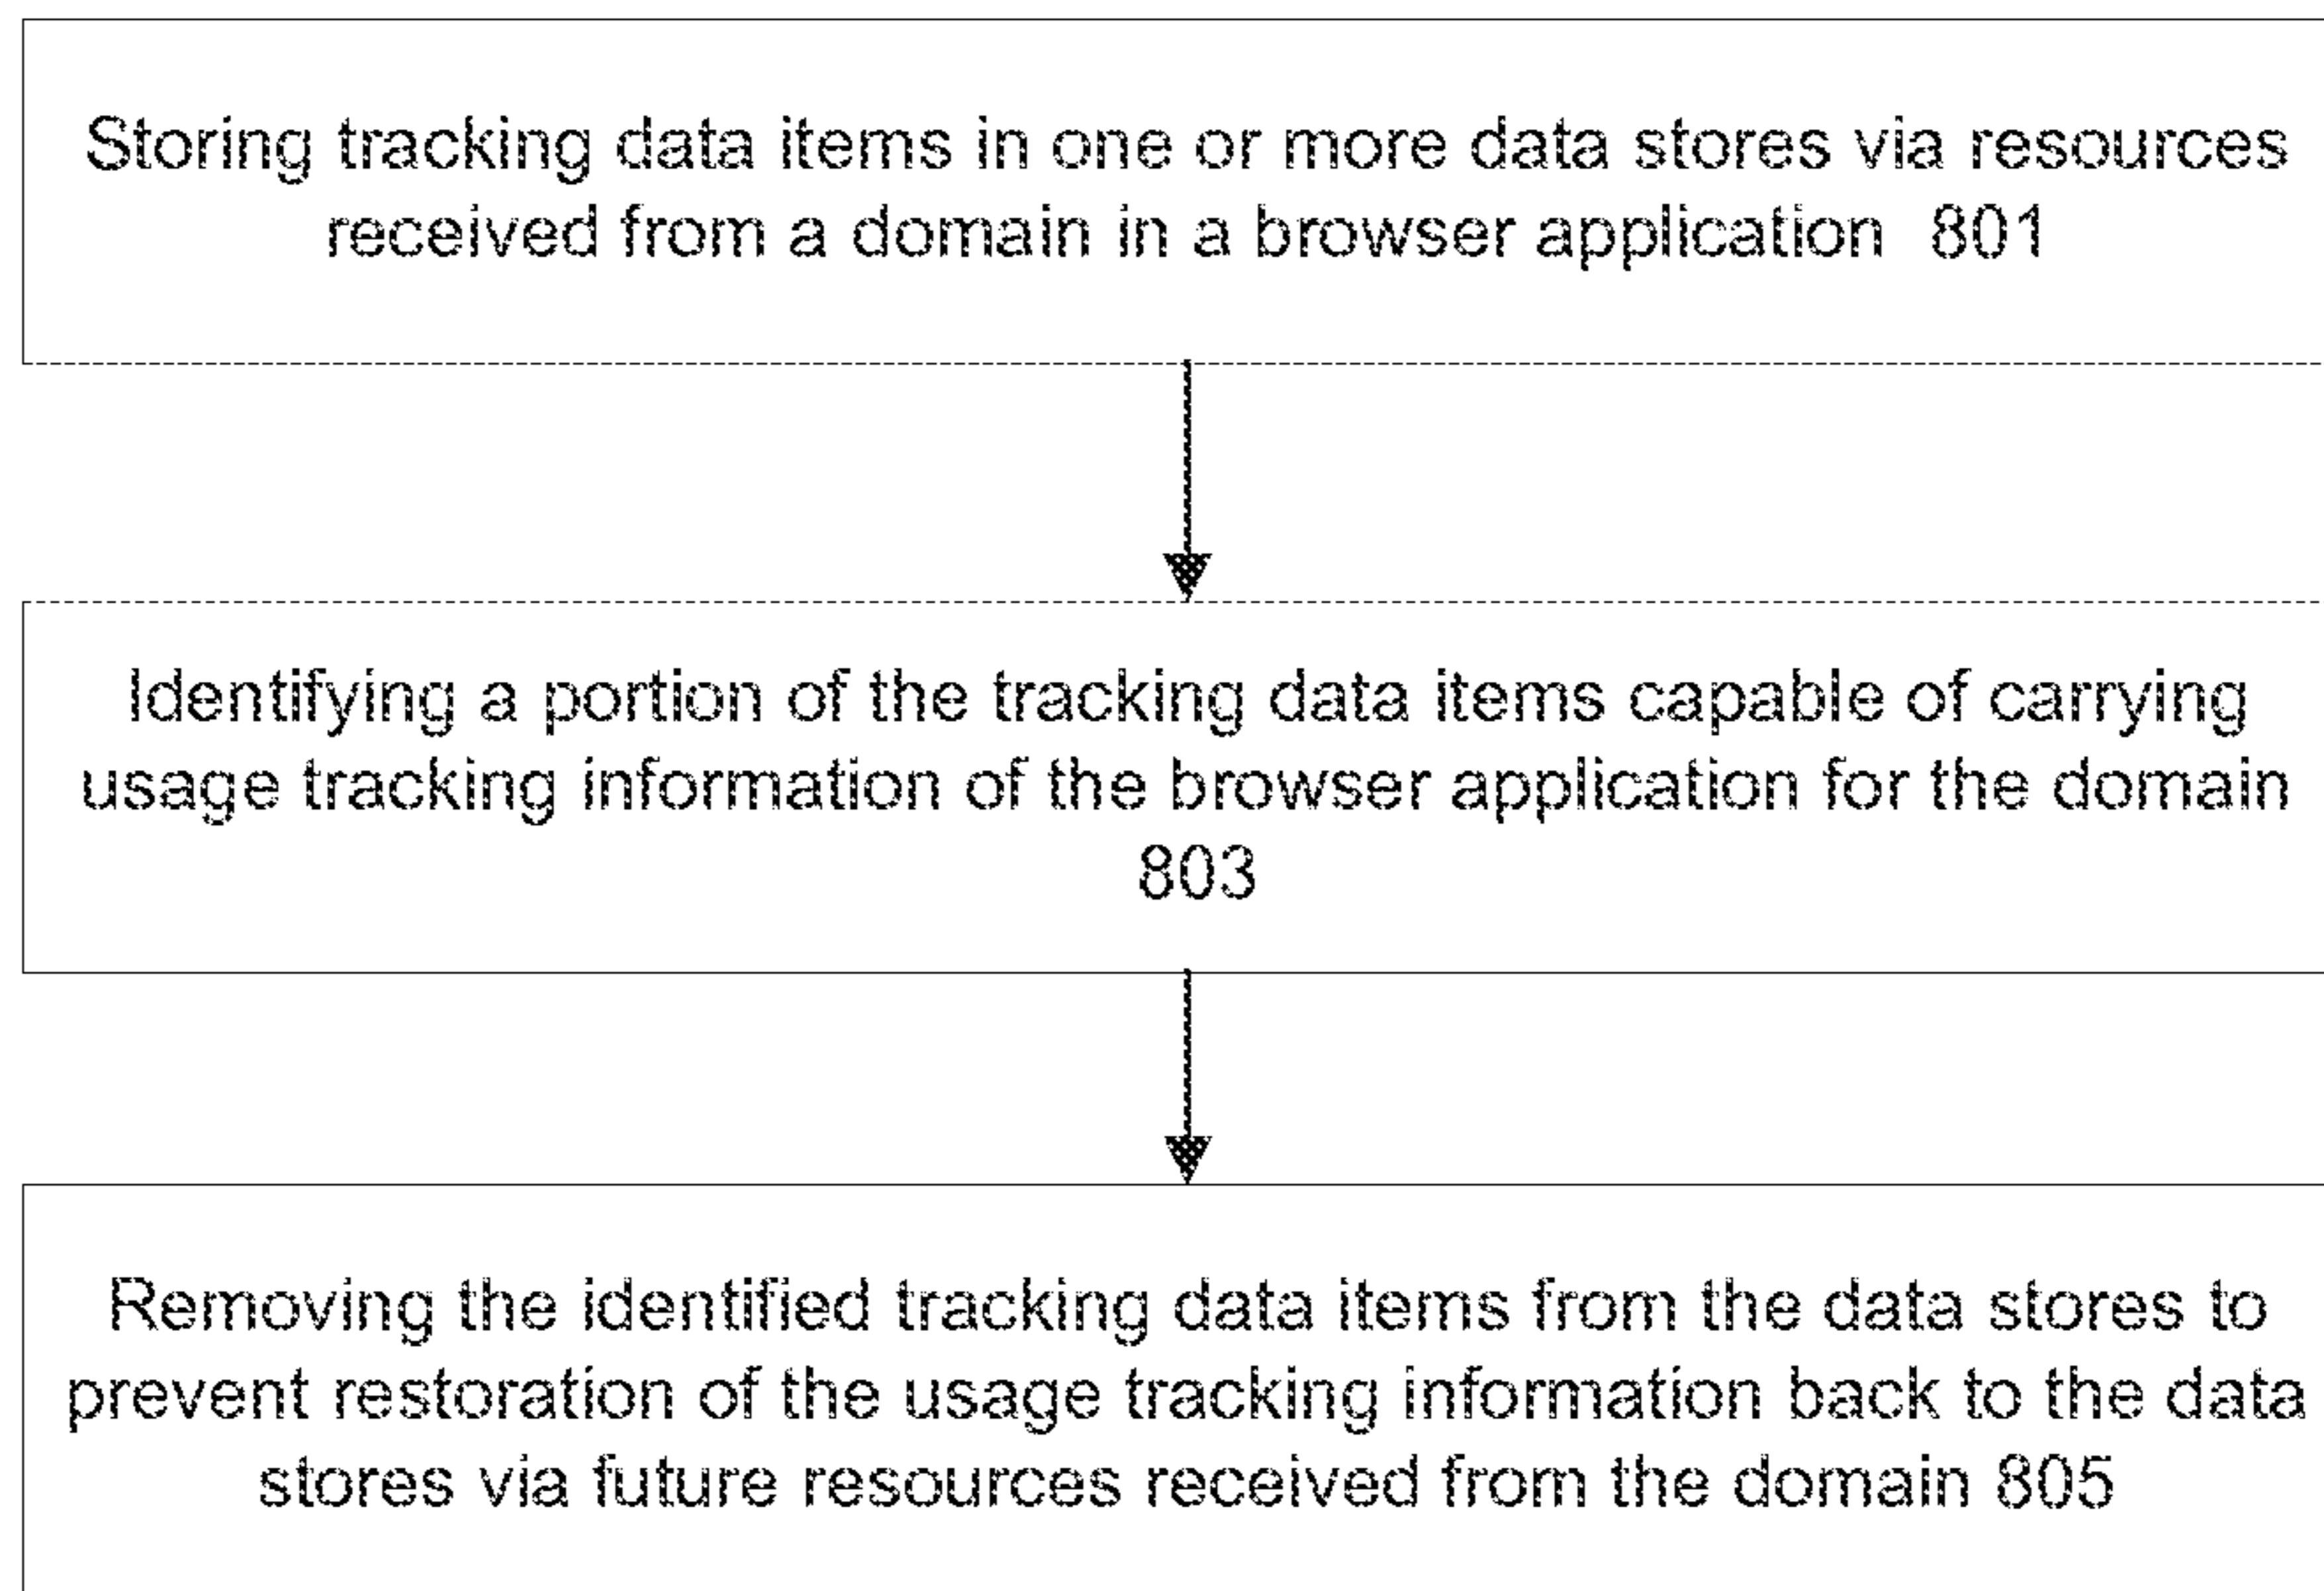 Storing tracking data items in one or more data stores via resources
received from a domain in a browser application 801
Identifying a portion of the tracking data items capable of carrying
usage tracking information of the browser application for the domain
803
Removing the identified tracking data items from the data stores to
prevent restoration of the usage tracking information back to the data
stores via future resources received from the domain 805